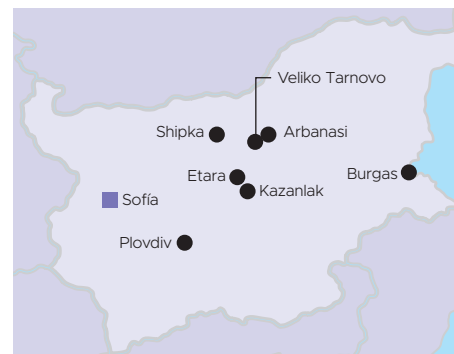 Veliko Tarnovo
Shipka
Arbanasi
Etara
Burgas
Kazanlak
Sofía
Plovdiv